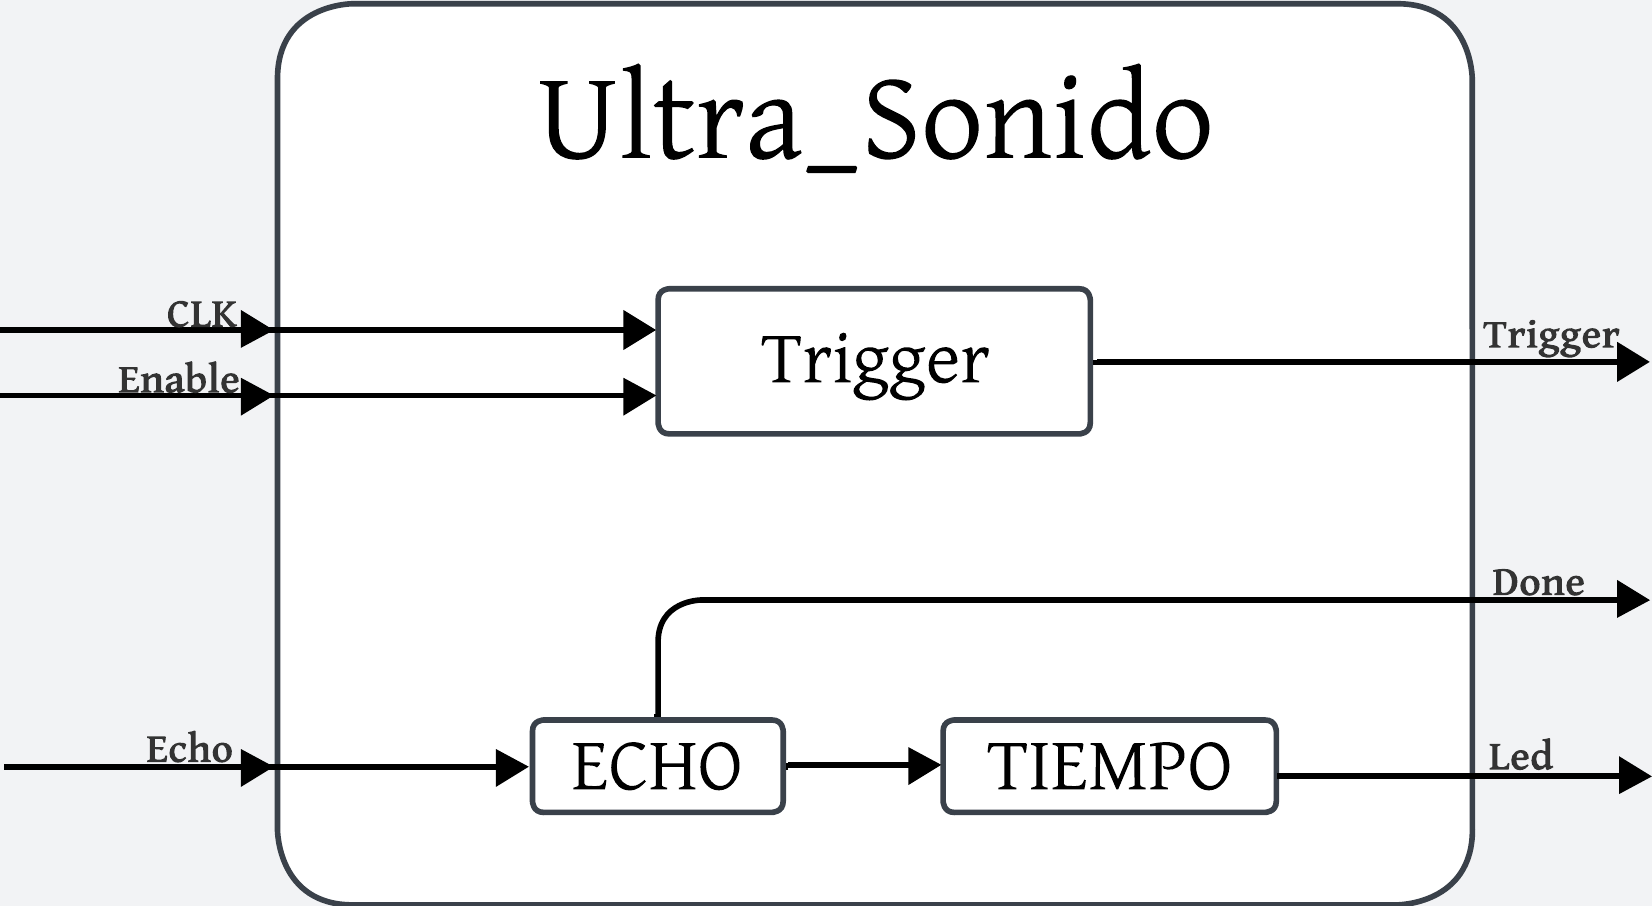 Ultra_Sonido
CLK
Enable
Trigger
Trigger
Done
Echo
ECHO
TIEMPO
Led